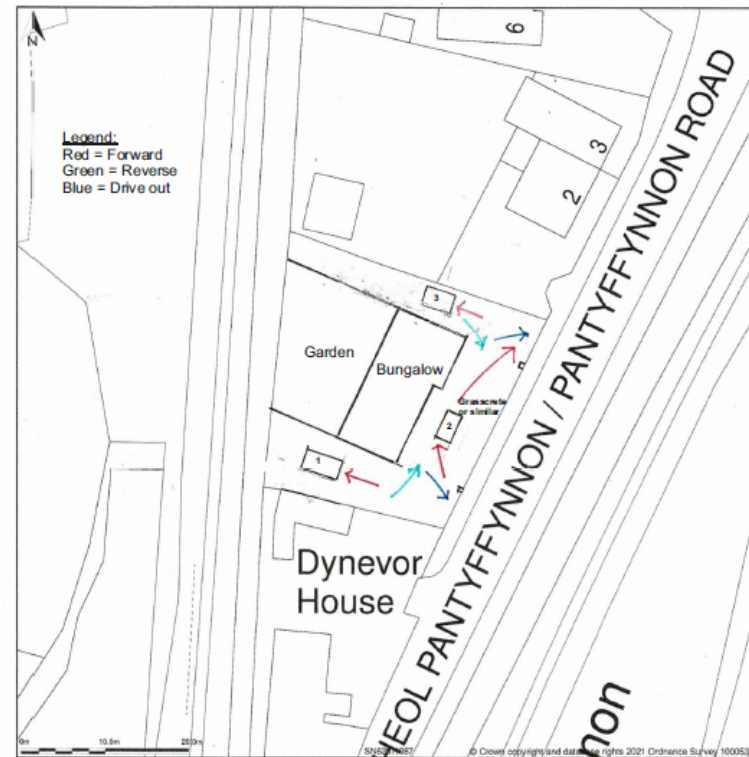 N
Legend:
Red = Forward
Green = Reverse
Blue = Drive out
6
3
2
HEOL PANTYFFYNNON / PANTYFFYNNON ROAD
3
Garden
Bungalow
Grasscrete
or similar
2
1
Dynevor
House
non
0m 10.0m 20.0m
© Crown copyright and database rights 2021 Ordnance Survey 100053